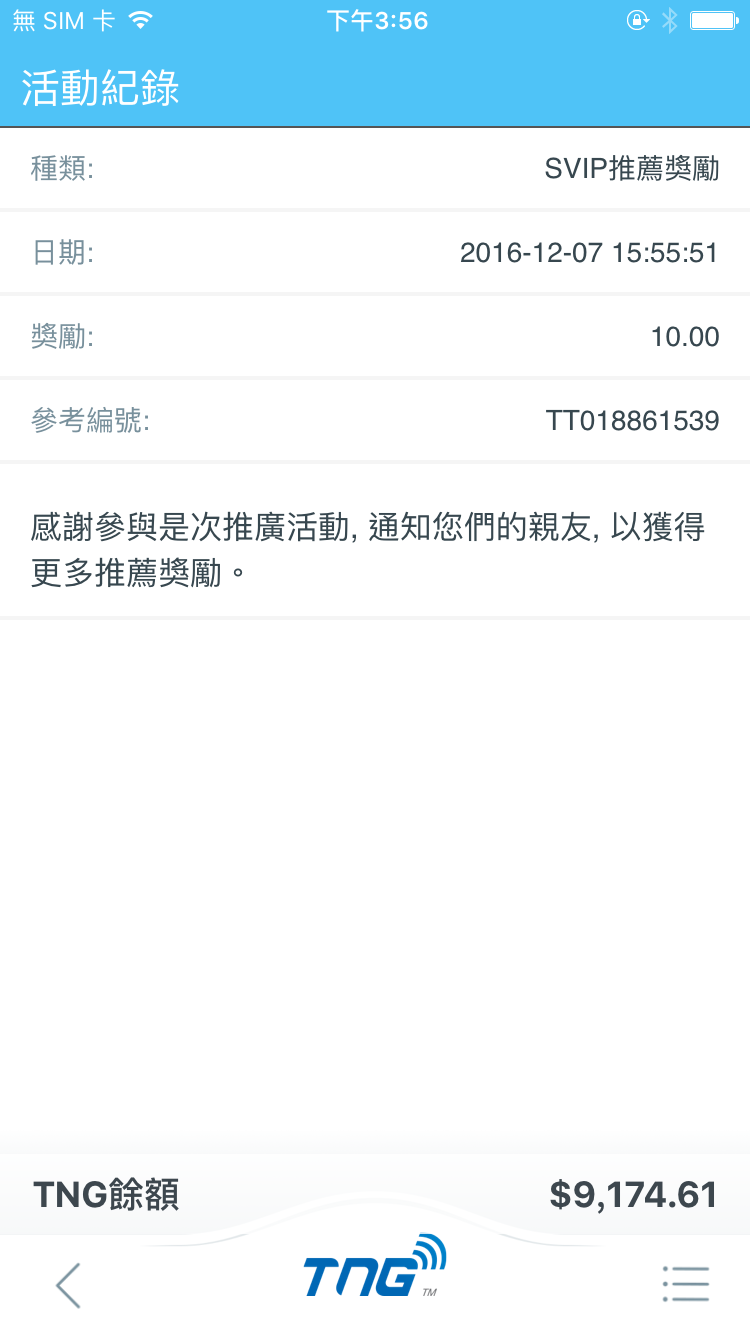 無 SIM 卡 下午3:56
活動紀錄
種類: SVIP推薦獎勵
日期: 2016-12-07 15:55:51
獎勵: 10.00
參考編號: TT018861539
感謝參與是次推廣活動, 通知您們的親友, 以獲得
更多推薦獎勵。
TNG餘額 $9,174.61
TNG TM